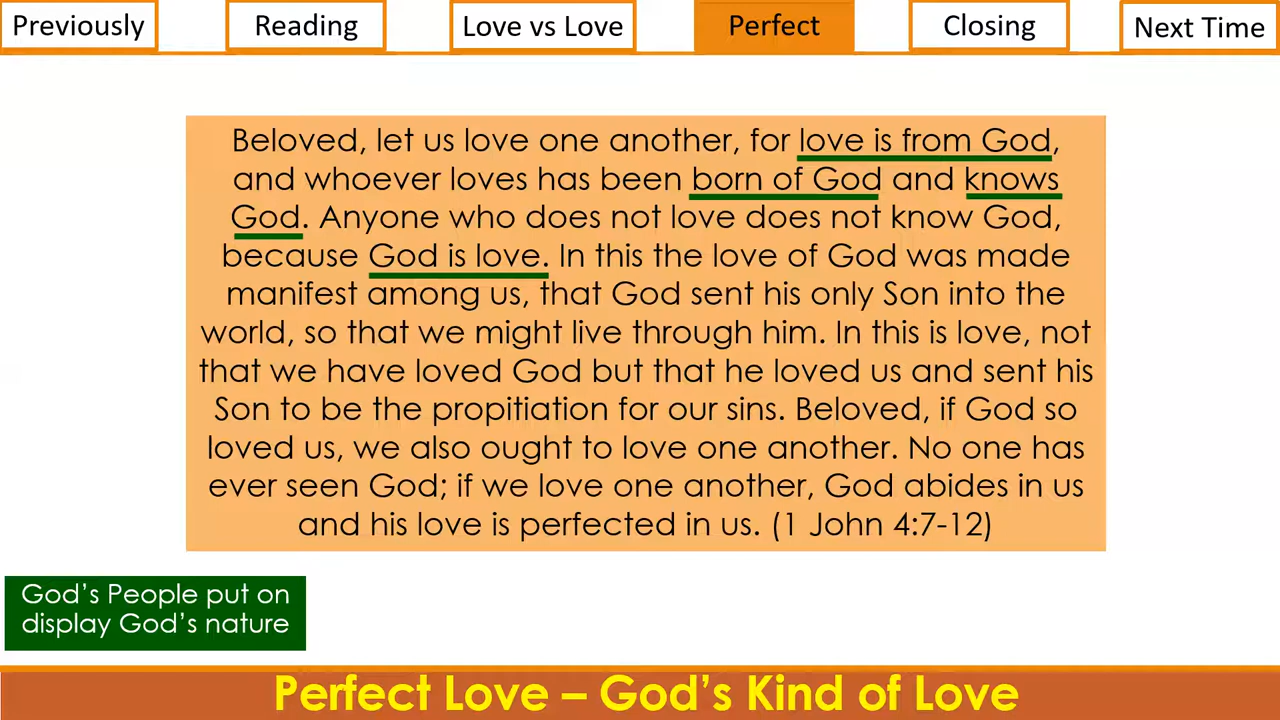 Previously
Reading
Love vs Love
Perfect
Closing
Next Time
Beloved, let us love one another, for love is from God,
and whoever loves has been born of God and knows
God. Anyone who does not love does not know God,
because God is love. In this the love of God was made
manifest among us, that God sent his only Son into the
world, so that we might live through him. In this is love, not
that we have loved God but that he loved us and sent his
Son to be the propitiation for our sins. Beloved, if God so
loved us, we also ought to love one another. No one has
ever seen God; if we love one another, God abides in us
and his love is perfected in us. (1 John 4:7-12)
God's People put on
display God's nature
Perfect Love – God's Kind of Love